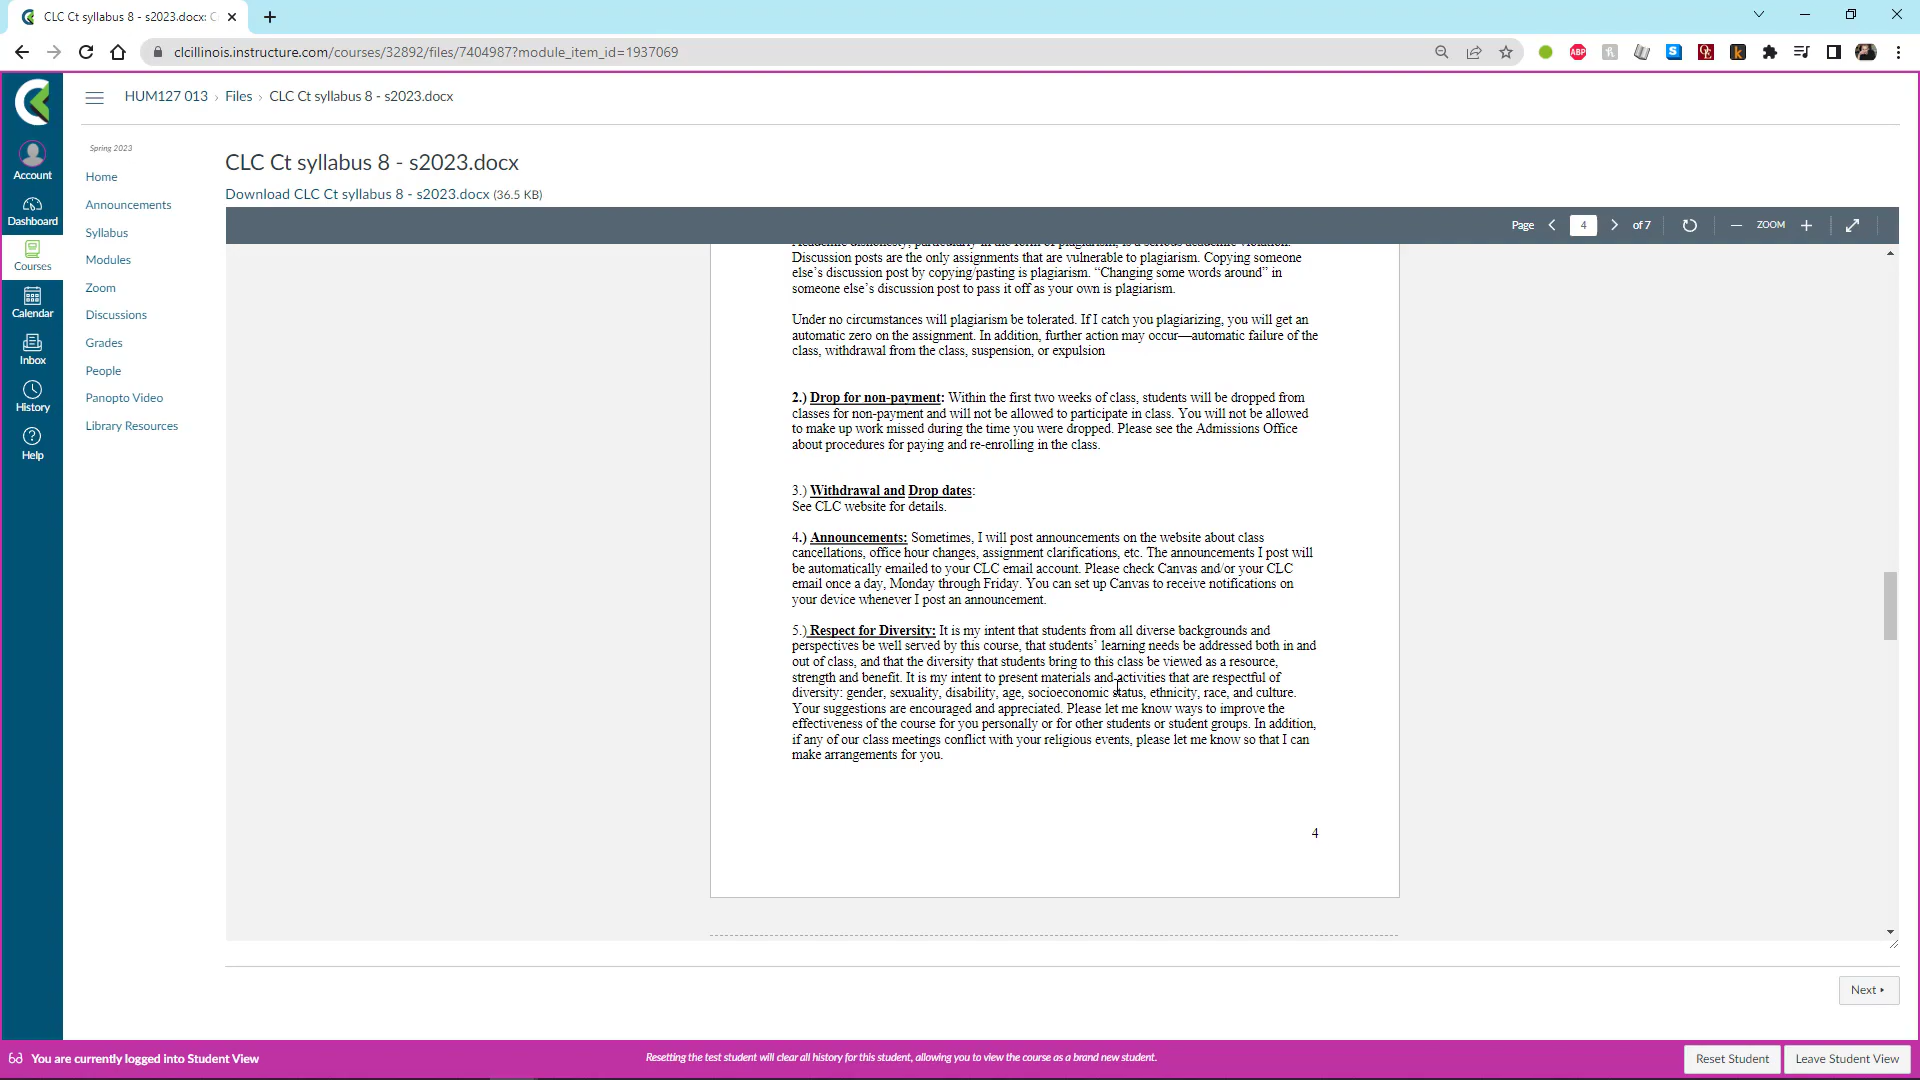 CLC Ct syllabus 8 - s2023.docx: C
clcillinois.instructure.com/courses/32892/files/7404987?module_item_id=1937069
ABP
HUM127 013 › Files › CLC Ct syllabus 8 - s2023.docx
Account
Dashboard
Courses
Calendar
Inbox
History
Help
Spring 2023
Home
Announcements
Syllabus
Modules
Zoom
Discussions
Grades
People
Panopto Video
Library Resources
CLC Ct syllabus 8 - s2023.docx
Download CLC Ct syllabus 8 - s2023.docx (36.5 KB)
Page 4 of 7 ZOOM
Academic dishonesty, particularly in the form of plagiarism, is a serious academic violation.
Discussion posts are the only assignments that are vulnerable to plagiarism. Copying someone
else’s discussion post by copying/pasting is plagiarism. “Changing some words around” in
someone else’s discussion post to pass it off as your own is plagiarism.
Under no circumstances will plagiarism be tolerated. If I catch you plagiarizing, you will get an
automatic zero on the assignment. In addition, further action may occur—automatic failure of the
class, withdrawal from the class, suspension, or expulsion
2.) Drop for non-payment: Within the first two weeks of class, students will be dropped from
classes for non-payment and will not be allowed to participate in class. You will not be allowed
to make up work missed during the time you were dropped. Please see the Admissions Office
about procedures for paying and re-enrolling in the class.
3.) Withdrawal and Drop dates:
See CLC website for details.
4.) Announcements: Sometimes, I will post announcements on the website about class
cancellations, office hour changes, assignment clarifications, etc. The announcements I post will
be automatically emailed to your CLC email account. Please check Canvas and/or your CLC
email once a day, Monday through Friday. You can set up Canvas to receive notifications on
your device whenever I post an announcement.
5.) Respect for Diversity: It is my intent that students from all diverse backgrounds and
perspectives be well served by this course, that students’ learning needs be addressed both in and
out of class, and that the diversity that students bring to this class be viewed as a resource,
strength and benefit. It is my intent to present materials and activities that are respectful of
diversity: gender, sexuality, disability, age, socioeconomic status, ethnicity, race, and culture.
Your suggestions are encouraged and appreciated. Please let me know ways to improve the
effectiveness of the course for you personally or for other students or student groups. In addition,
if any of our class meetings conflict with your religious events, please let me know so that I can
make arrangements for you.
4
Next
You are currently logged into Student View
Resetting the test student will clear all history for this student, allowing you to view the course as a brand new student.
Reset Student
Leave Student View